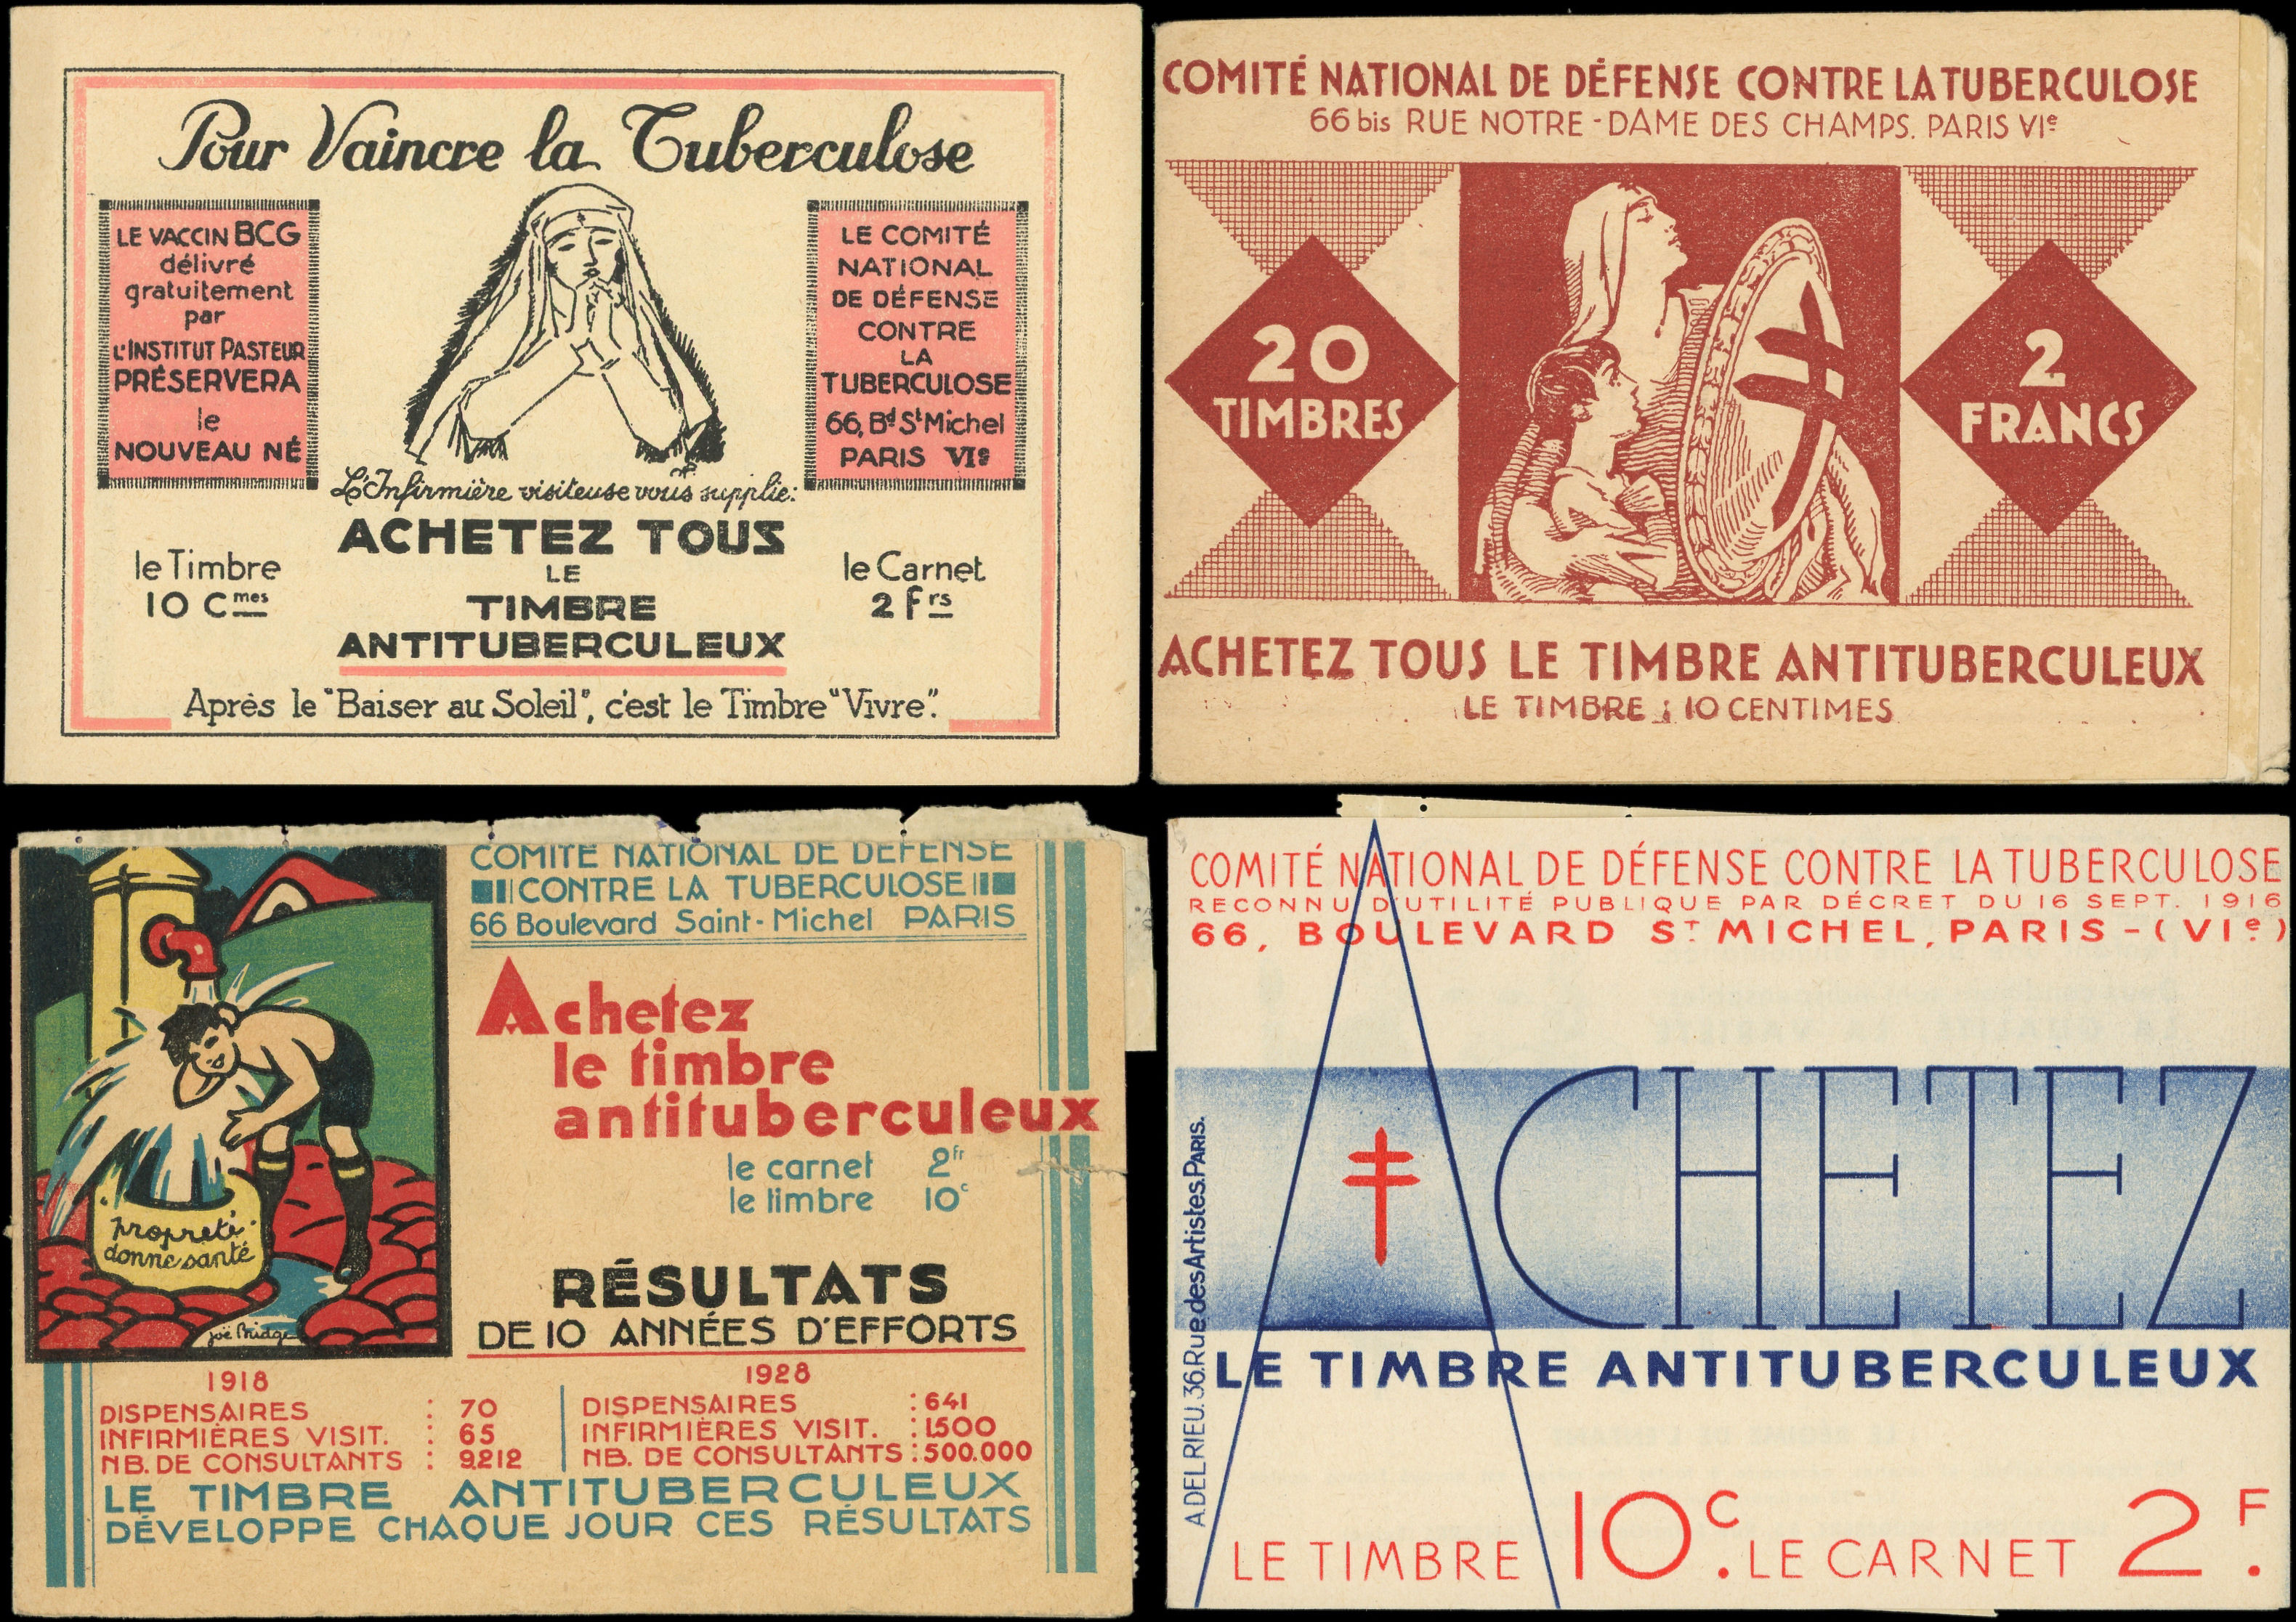 Pour Vaincre la Tuberculose
LE VACCIN BCG
délivré
gratuitement
par
L'INSTITUT PASTEUR
PRÉSERVERA
le
NOUVEAU NÉ
LE COMITÉ
NATIONAL
DE DÉFENSE
CONTRE
LA
TUBERCULOSE
66, Bd St Michel
PARIS VIe
L'Infirmière visiteuse vous supplie:
ACHETEZ TOUS
LE
TIMBRE
ANTITUBERCULEUX
le Timbre
10 Cmes
le Carnet
2 Frs
Après le "Baiser au Soleil", c'est le Timbre "Vivre".
COMITÉ NATIONAL DE DÉFENSE CONTRE LA TUBERCULOSE
66 bis RUE NOTRE-DAME DES CHAMPS. PARIS VIe
20
TIMBRES
2
FRANCS
ACHETEZ TOUS LE TIMBRE ANTITUBERCULEUX
LE TIMBRE : 10 CENTIMES
COMITÉ NATIONAL DE DÉFENSE
CONTRE LA TUBERCULOSE
66 Boulevard Saint-Michel PARIS
Achetez
le timbre
antituberculeux
le carnet 2fr
le timbre 10c
propreté
donne santé
joë Bridge
RÉSULTATS
DE 10 ANNÉES D'EFFORTS
1918
DISPENSAIRES : 70
INFIRMIÈRES VISIT. : 65
NB. DE CONSULTANTS : 9.212
1928
DISPENSAIRES : 641
INFIRMIÈRES VISIT. : 1.500
NB. DE CONSULTANTS : 500.000
LE TIMBRE ANTITUBERCULEUX
DÉVELOPPE CHAQUE JOUR CES RÉSULTATS
COMITÉ NATIONAL DE DÉFENSE CONTRE LA TUBERCULOSE
RECONNU D'UTILITÉ PUBLIQUE PAR DÉCRET DU 16 SEPT. 1916
66, BOULEVARD ST MICHEL, PARIS - (VIe)
ACHETEZ
LE TIMBRE ANTITUBERCULEUX
A. DELRIEU. 36. Rue des Artistes. PARIS.
LE TIMBRE 10c. LE CARNET 2F.